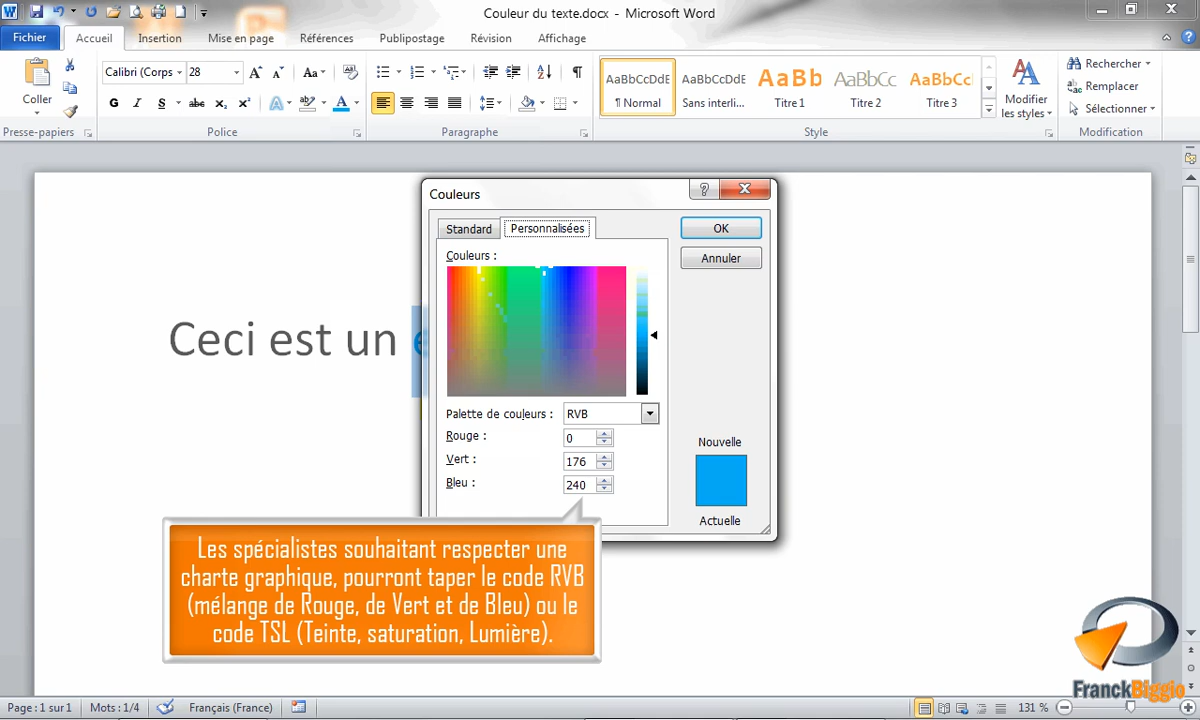 Couleur du texte.docx - Microsoft Word
Fichier Accueil Insertion Mise en page Références Publipostage Révision Affichage
Calibri (Corps 28 Aa
AaBbCcDdE AaBbCcDdE AaBb AaBbCc AaBbCc
Rechercher
Remplacer
Sélectionner
Coller
G I S abc x₂ x²
¶ Normal Sans interli... Titre 1 Titre 2 Titre 3
Modifier
les styles
Presse-papiers Police Paragraphe Style Modification
Couleurs
Standard Personnalisées
OK
Annuler
Couleurs :
Ceci est un
Palette de couleurs : RVB
Rouge : 0
Vert : 176
Bleu : 240
Nouvelle
Actuelle
Les spécialistes souhaitant respecter une
charte graphique, pourront taper le code RVB
(mélange de Rouge, de Vert et de Bleu) ou le
code TSL (Teinte, saturation, Lumière).
FranckBiggio
Page : 1 sur 1 Mots : 1/4 Français (France) 131 %